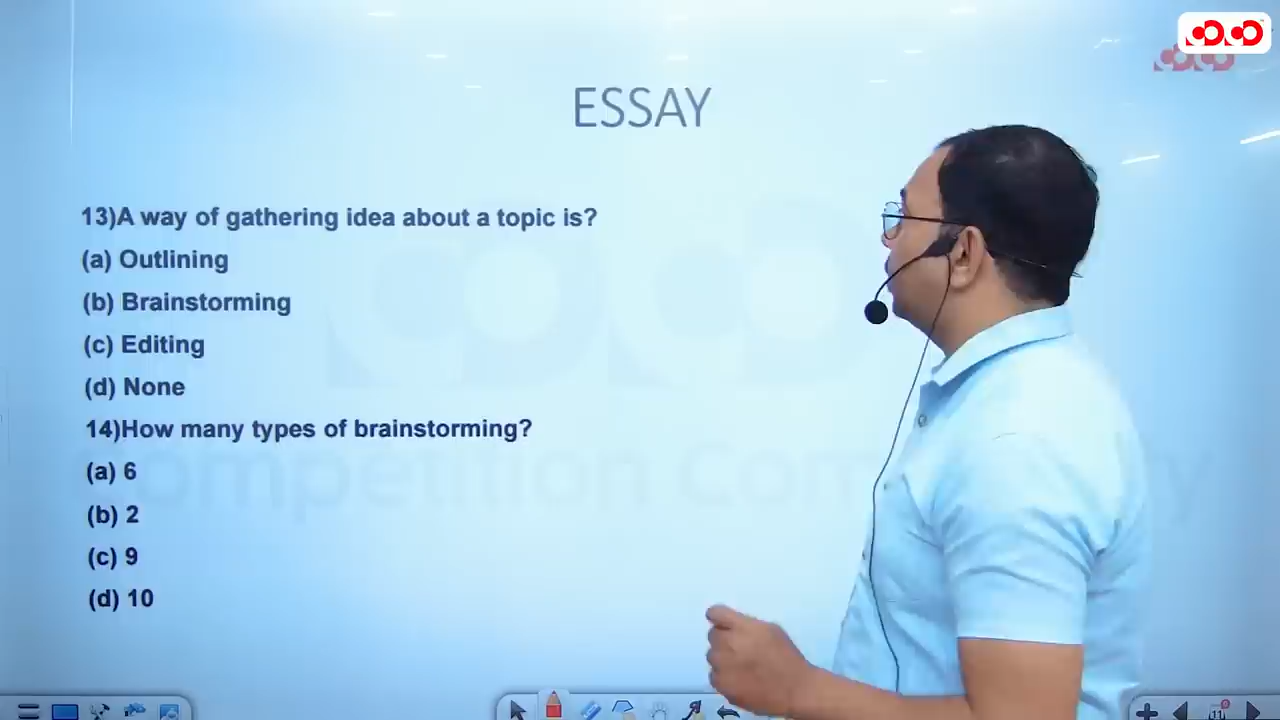 ESSAY
13)A way of gathering idea about a topic is?
(a) Outlining
(b) Brainstorming
(c) Editing
(d) None
14)How many types of brainstorming?
(a) 6
(b) 2
(c) 9
(d) 10
11